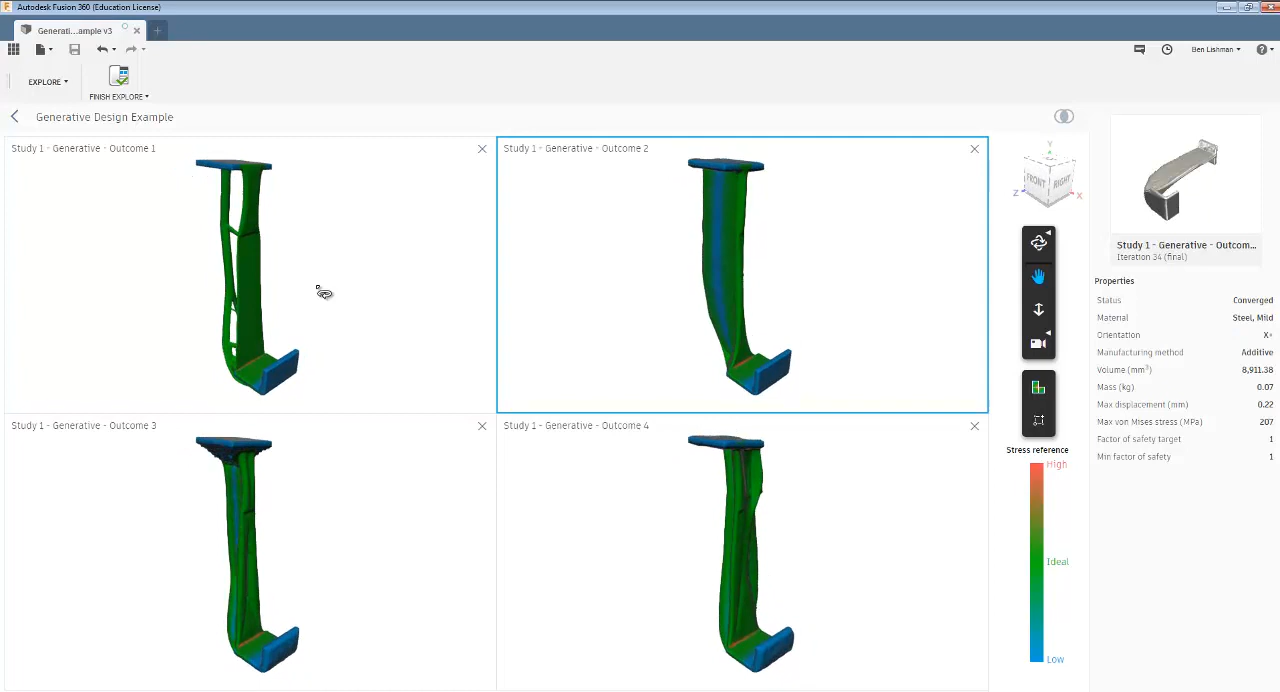 Autodesk Fusion 360 (Education License)
Generati...ample v3
Ben Lishman
EXPLORE
FINISH EXPLORE
Generative Design Example
Study 1 - Generative - Outcome 1
Study 1 - Generative - Outcome 2
Study 1 - Generative - Outcome 3
Study 1 - Generative - Outcome 4
Y
FRONT
RIGHT
Z
X
Stress reference
High
Ideal
Low
Study 1 - Generative - Outcom...
Iteration 34 (final)
Properties
Status Converged
Material Steel, Mild
Orientation X+
Manufacturing method Additive
Volume (mm³) 8,911.38
Mass (kg) 0.07
Max displacement (mm) 0.22
Max von Mises stress (MPa) 207
Factor of safety target 1
Min factor of safety 1